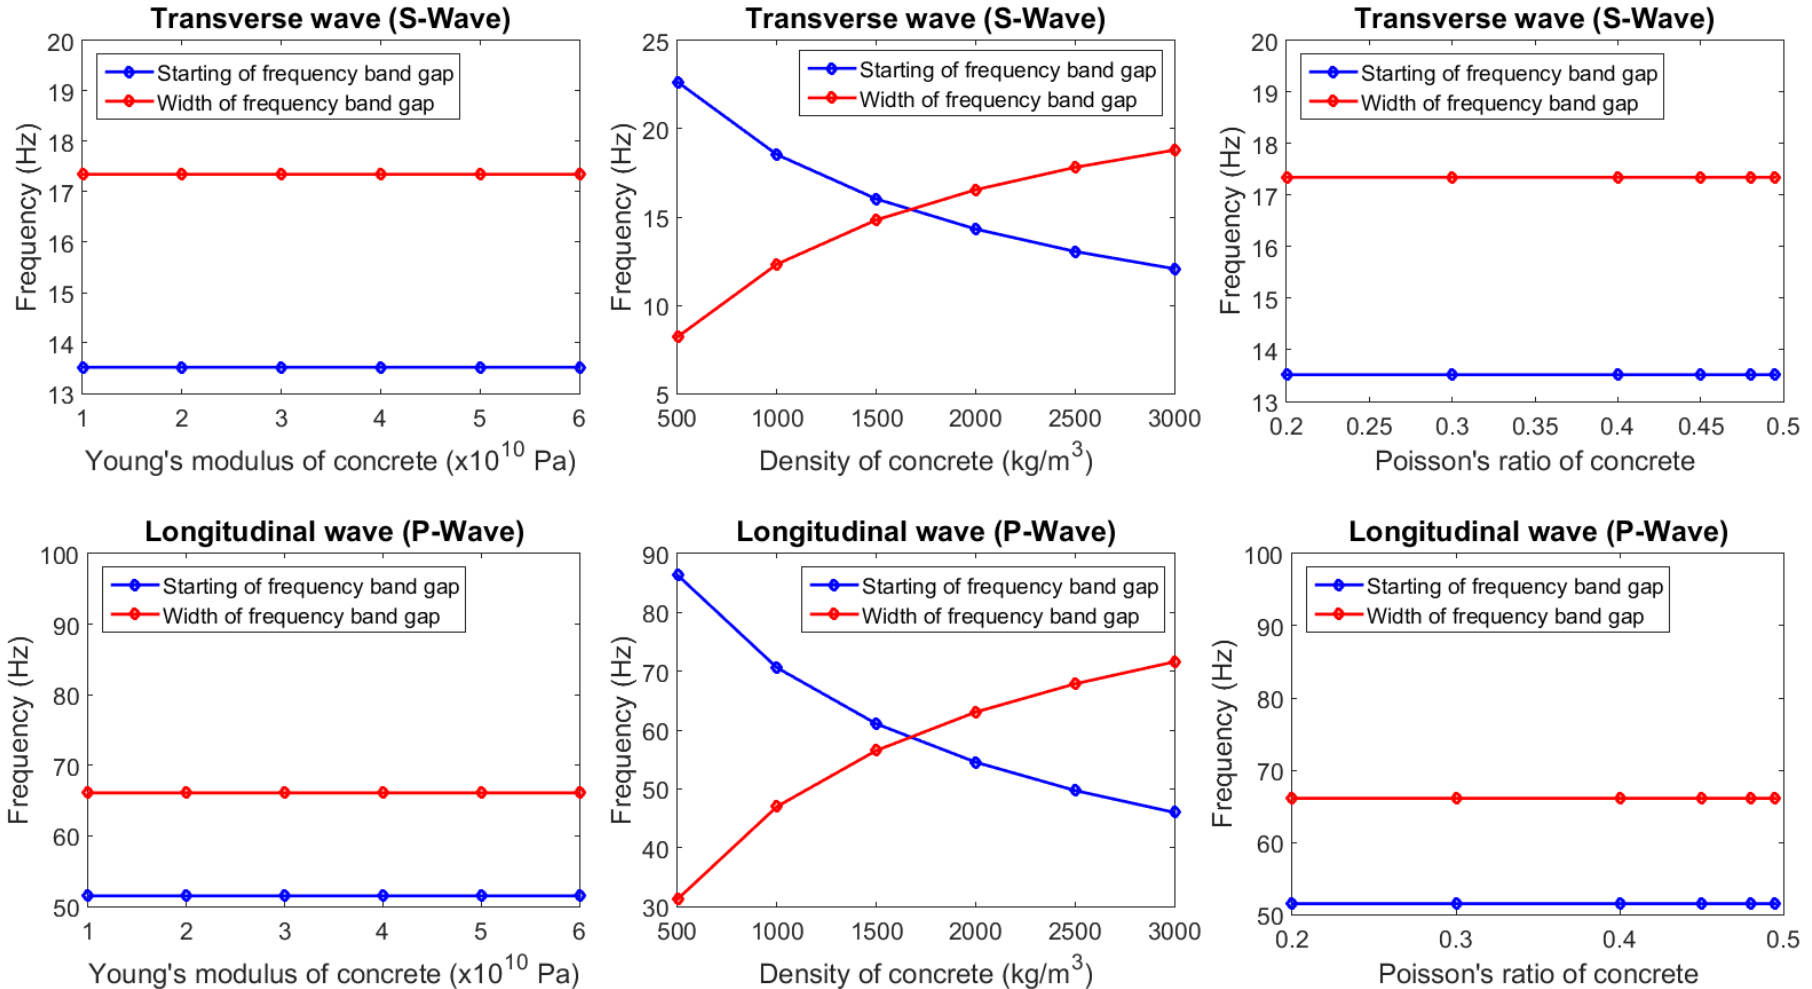 Transverse wave (S-Wave)
20
19
18
17
16
15
14
13
Frequency (Hz)
Starting of frequency band gap
Width of frequency band gap
1 2 3 4 5 6
Young's modulus of concrete (x10^10 Pa)
Transverse wave (S-Wave)
25
20
15
10
5
Frequency (Hz)
Starting of frequency band gap
Width of frequency band gap
500 1000 1500 2000 2500 3000
Density of concrete (kg/m^3)
Transverse wave (S-Wave)
20
19
18
17
16
15
14
13
Frequency (Hz)
Starting of frequency band gap
Width of frequency band gap
0.2 0.25 0.3 0.35 0.4 0.45 0.5
Poisson's ratio of concrete
Longitudinal wave (P-Wave)
100
90
80
70
60
50
Frequency (Hz)
Starting of frequency band gap
Width of frequency band gap
1 2 3 4 5 6
Young's modulus of concrete (x10^10 Pa)
Longitudinal wave (P-Wave)
90
80
70
60
50
40
30
Frequency (Hz)
Starting of frequency band gap
Width of frequency band gap
500 1000 1500 2000 2500 3000
Density of concrete (kg/m^3)
Longitudinal wave (P-Wave)
100
90
80
70
60
50
Frequency (Hz)
Starting of frequency band gap
Width of frequency band gap
0.2 0.3 0.4 0.5
Poisson's ratio of concrete